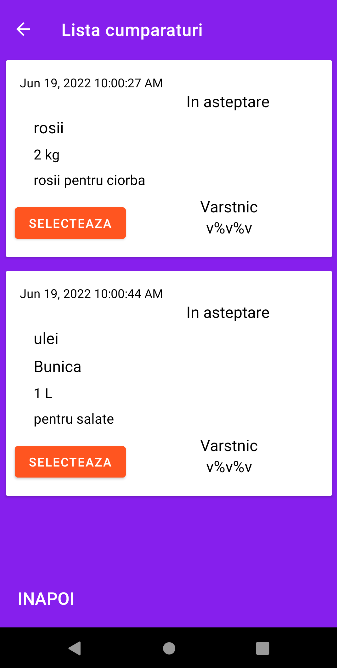 Lista cumparaturi
Jun 19, 2022 10:00:27 AM
In asteptare
rosii
2 kg
rosii pentru ciorba
Varstnic
SELECTEAZA
v%v%v
Jun 19, 2022 10:00:44 AM
In asteptare
ulei
Bunica
1 L
pentru salate
Varstnic
SELECTEAZA
v%v%v
INAPOI